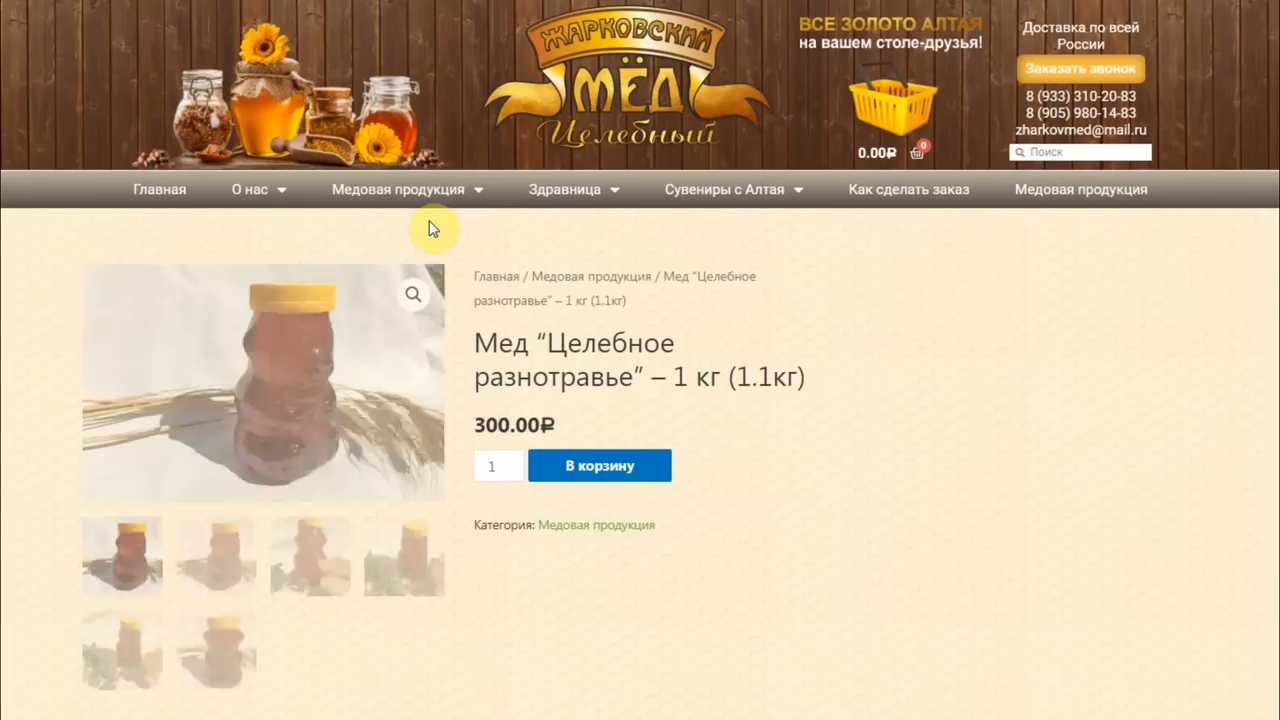 ЖАРКОВСКИЙ
МЁД
Целебный
ВСЕ ЗОЛОТО АЛТАЯ
на вашем столе-друзья!
0.00₽
0
Доставка по всей
России
Заказать звонок
8 (933) 310-20-83
8 (905) 980-14-83
zharkovmed@mail.ru
Поиск
Главная О нас Медовая продукция Здравница Сувениры с Алтая Как сделать заказ Медовая продукция
Главная / Медовая продукция / Мед “Целебное
разнотравье” – 1 кг (1.1кг)
Мед “Целебное
разнотравье” – 1 кг (1.1кг)
300.00₽
1 В корзину
Категория: Медовая продукция